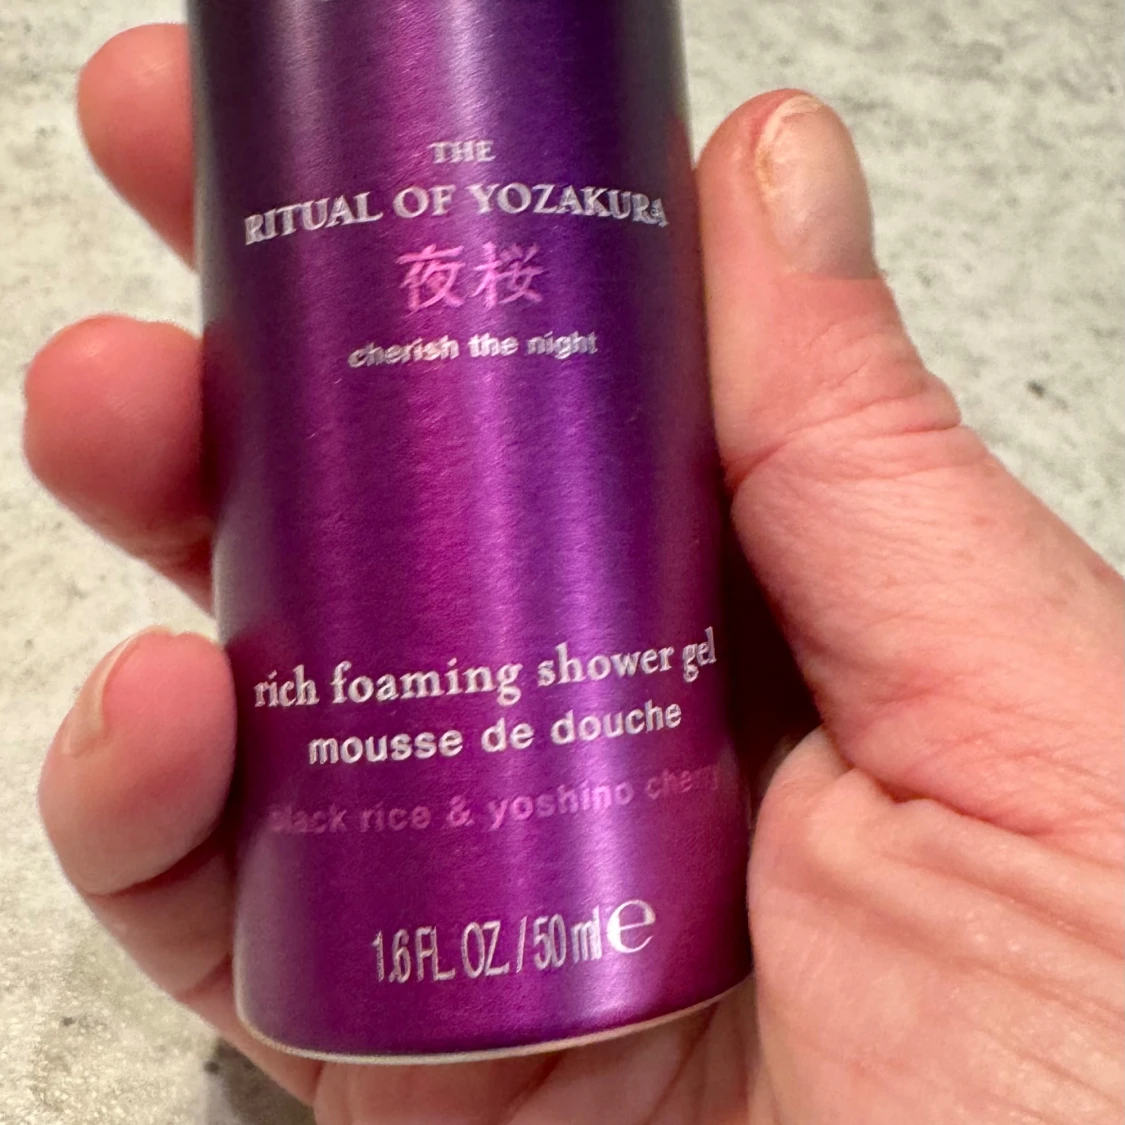 THE
RITUAL OF YOZAKURA
夜桜
cherish the night
rich foaming shower gel
mousse de douche
black rice & yoshino cherry
1.6 FL. OZ. / 50 ml e